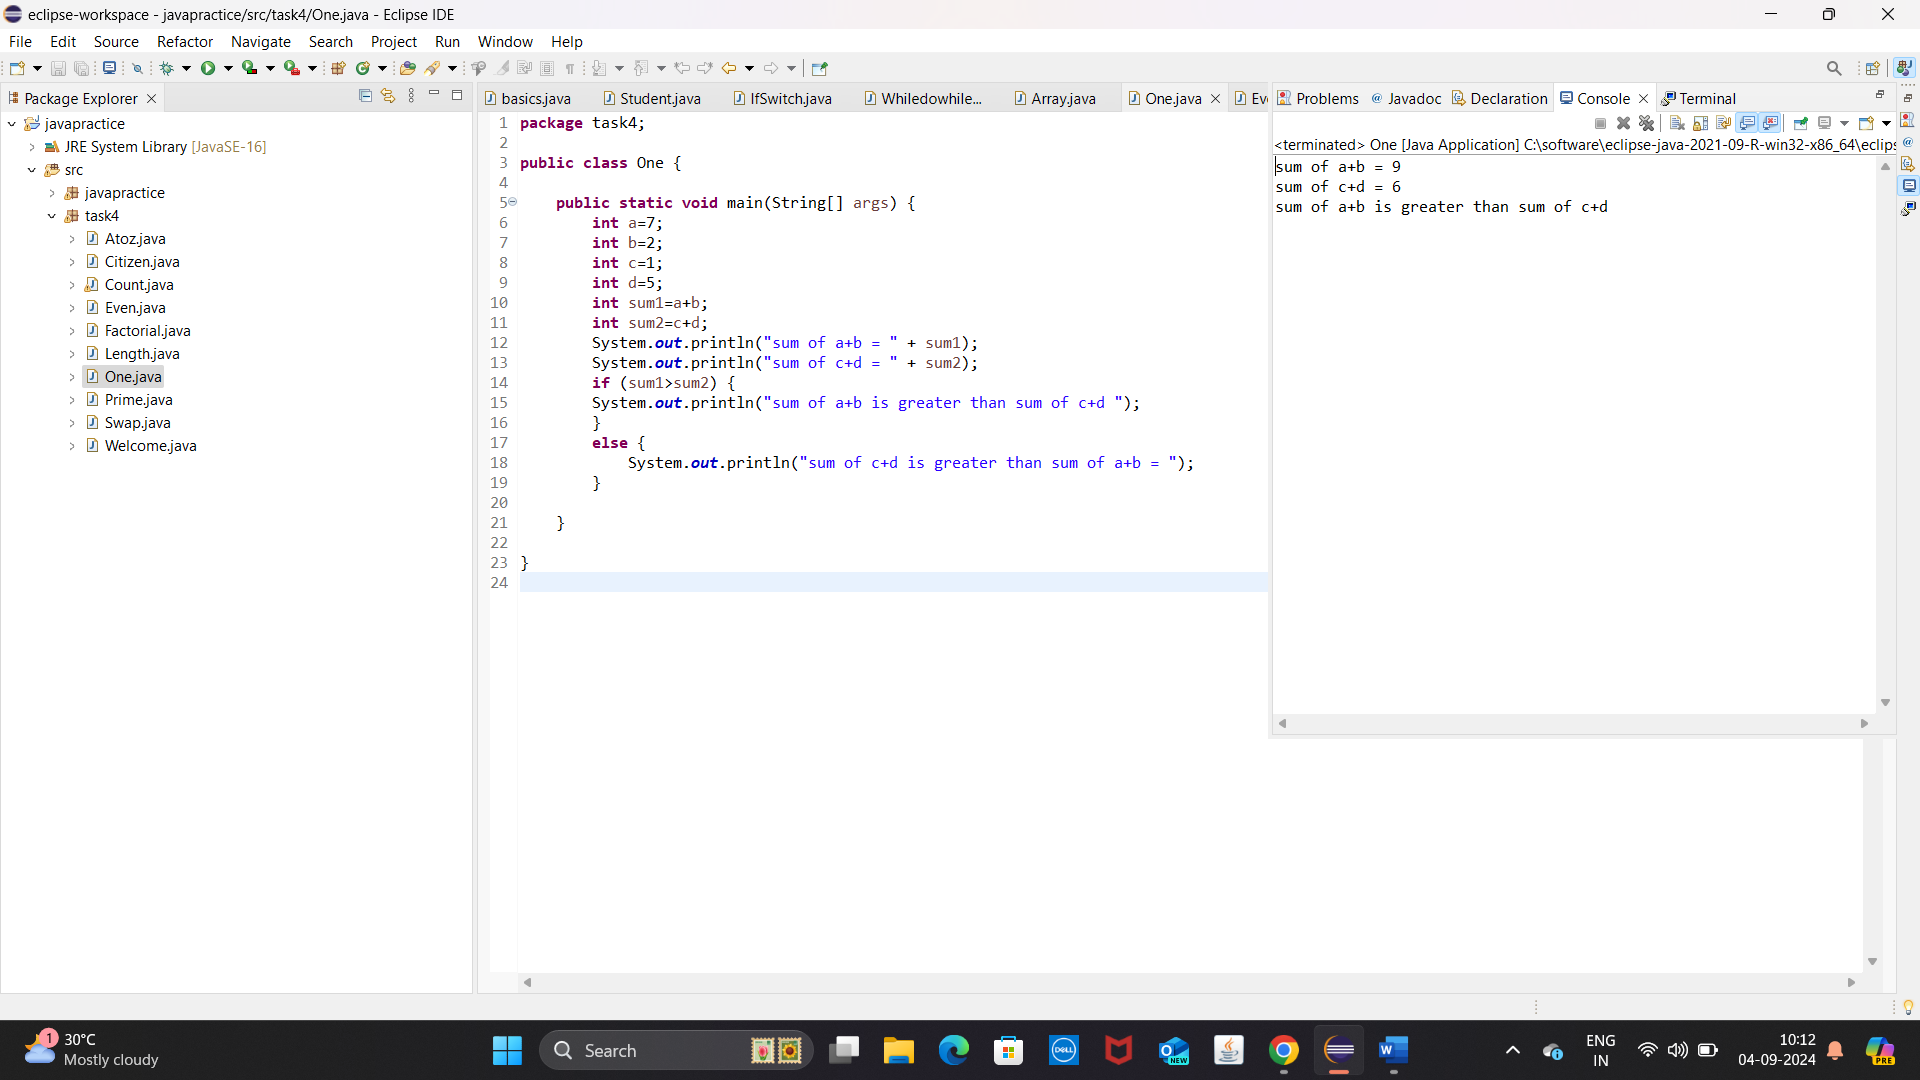 eclipse-workspace - javapractice/src/task4/One.java - Eclipse IDE
File Edit Source Refactor Navigate Search Project Run Window Help
Package Explorer
javapractice
JRE System Library [JavaSE-16]
src
javapractice
task4
Atoz.java
Citizen.java
Count.java
Even.java
Factorial.java
Length.java
One.java
Prime.java
Swap.java
Welcome.java
basics.java Student.java IfSwitch.java Whiledowhile... Array.java One.java Eve
1 package task4;
2
3 public class One {
4
5 public static void main(String[] args) {
6 int a=7;
7 int b=2;
8 int c=1;
9 int d=5;
10 int sum1=a+b;
11 int sum2=c+d;
12 System.out.println("sum of a+b = " + sum1);
13 System.out.println("sum of c+d = " + sum2);
14 if (sum1>sum2) {
15 System.out.println("sum of a+b is greater than sum of c+d ");
16 }
17 else {
18 System.out.println("sum of c+d is greater than sum of a+b = ");
19 }
20
21 }
22
23 }
24
Problems @ Javadoc Declaration Console Terminal
<terminated> One [Java Application] C:\software\eclipse-java-2021-09-R-win32-x86_64\eclips
sum of a+b = 9
sum of c+d = 6
sum of a+b is greater than sum of c+d
1
30°C
Mostly cloudy
Search
DELL
NEW
W
ENG
IN
10:12
04-09-2024
PRE